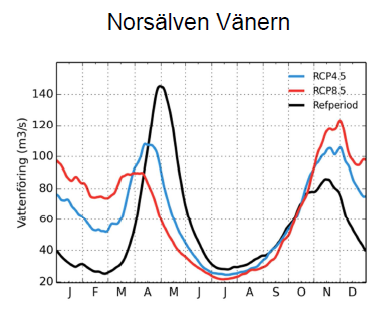 Norsälven Vänern
RCP4.5
RCP8.5
Refperiod
Vattenföring (m3/s)
140
120
100
80
60
40
20
J F M A M J J A S O N D